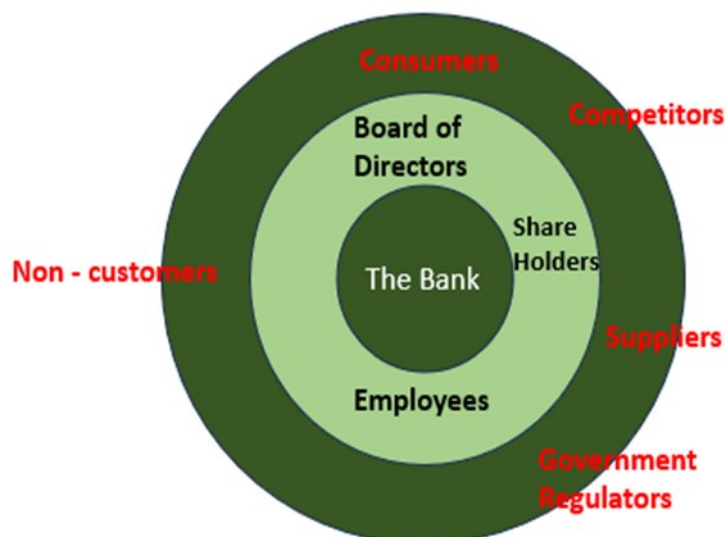 Consumers
Competitors
Board of
Directors
Share
Holders
Non - customers
The Bank
Suppliers
Employees
Government
Regulators